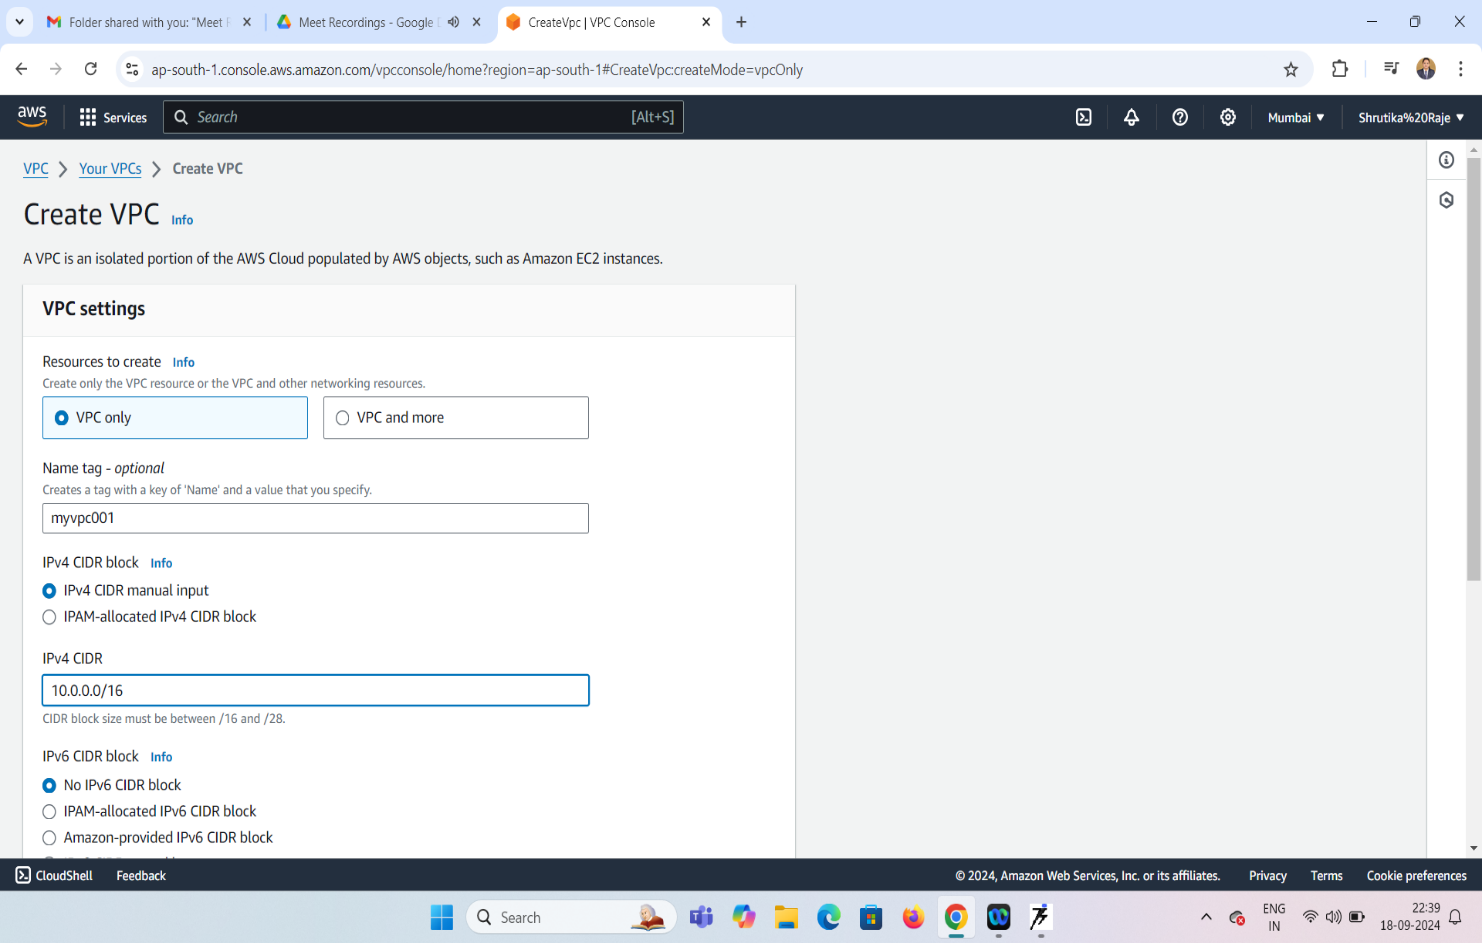 Folder shared with you: "Meet R
Meet Recordings - Google D
CreateVpc | VPC Console
ap-south-1.console.aws.amazon.com/vpcconsole/home?region=ap-south-1#CreateVpc:createMode=vpcOnly
aws
Services
Search
[Alt+S]
Mumbai ▼
Shrutika%20Raje ▼
VPC > Your VPCs > Create VPC
Create VPC Info
A VPC is an isolated portion of the AWS Cloud populated by AWS objects, such as Amazon EC2 instances.
VPC settings
Resources to create Info
Create only the VPC resource or the VPC and other networking resources.
VPC only
VPC and more
Name tag - optional
Creates a tag with a key of 'Name' and a value that you specify.
myvpc001
IPv4 CIDR block Info
IPv4 CIDR manual input
IPAM-allocated IPv4 CIDR block
IPv4 CIDR
10.0.0.0/16
CIDR block size must be between /16 and /28.
IPv6 CIDR block Info
No IPv6 CIDR block
IPAM-allocated IPv6 CIDR block
Amazon-provided IPv6 CIDR block
CloudShell Feedback
© 2024, Amazon Web Services, Inc. or its affiliates. Privacy Terms Cookie preferences
Search
ENG
IN
22:39
18-09-2024